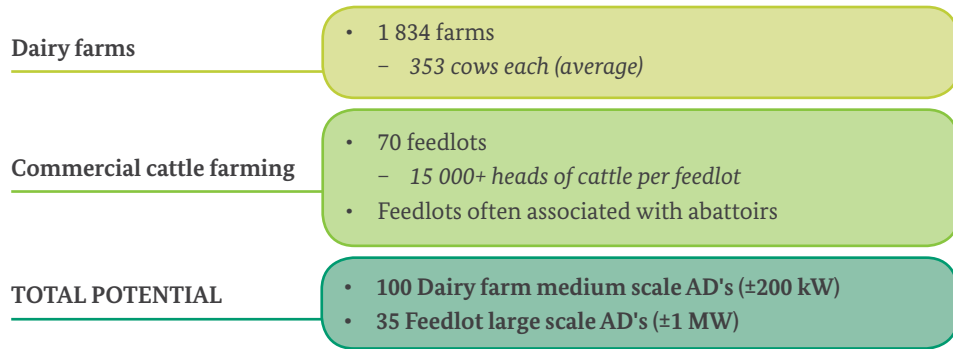 Dairy farms
• 1 834 farms
– 353 cows each (average)
Commercial cattle farming
• 70 feedlots
– 15 000+ heads of cattle per feedlot
• Feedlots often associated with abattoirs
TOTAL POTENTIAL
• 100 Dairy farm medium scale AD's (±200 kW)
• 35 Feedlot large scale AD's (±1 MW)